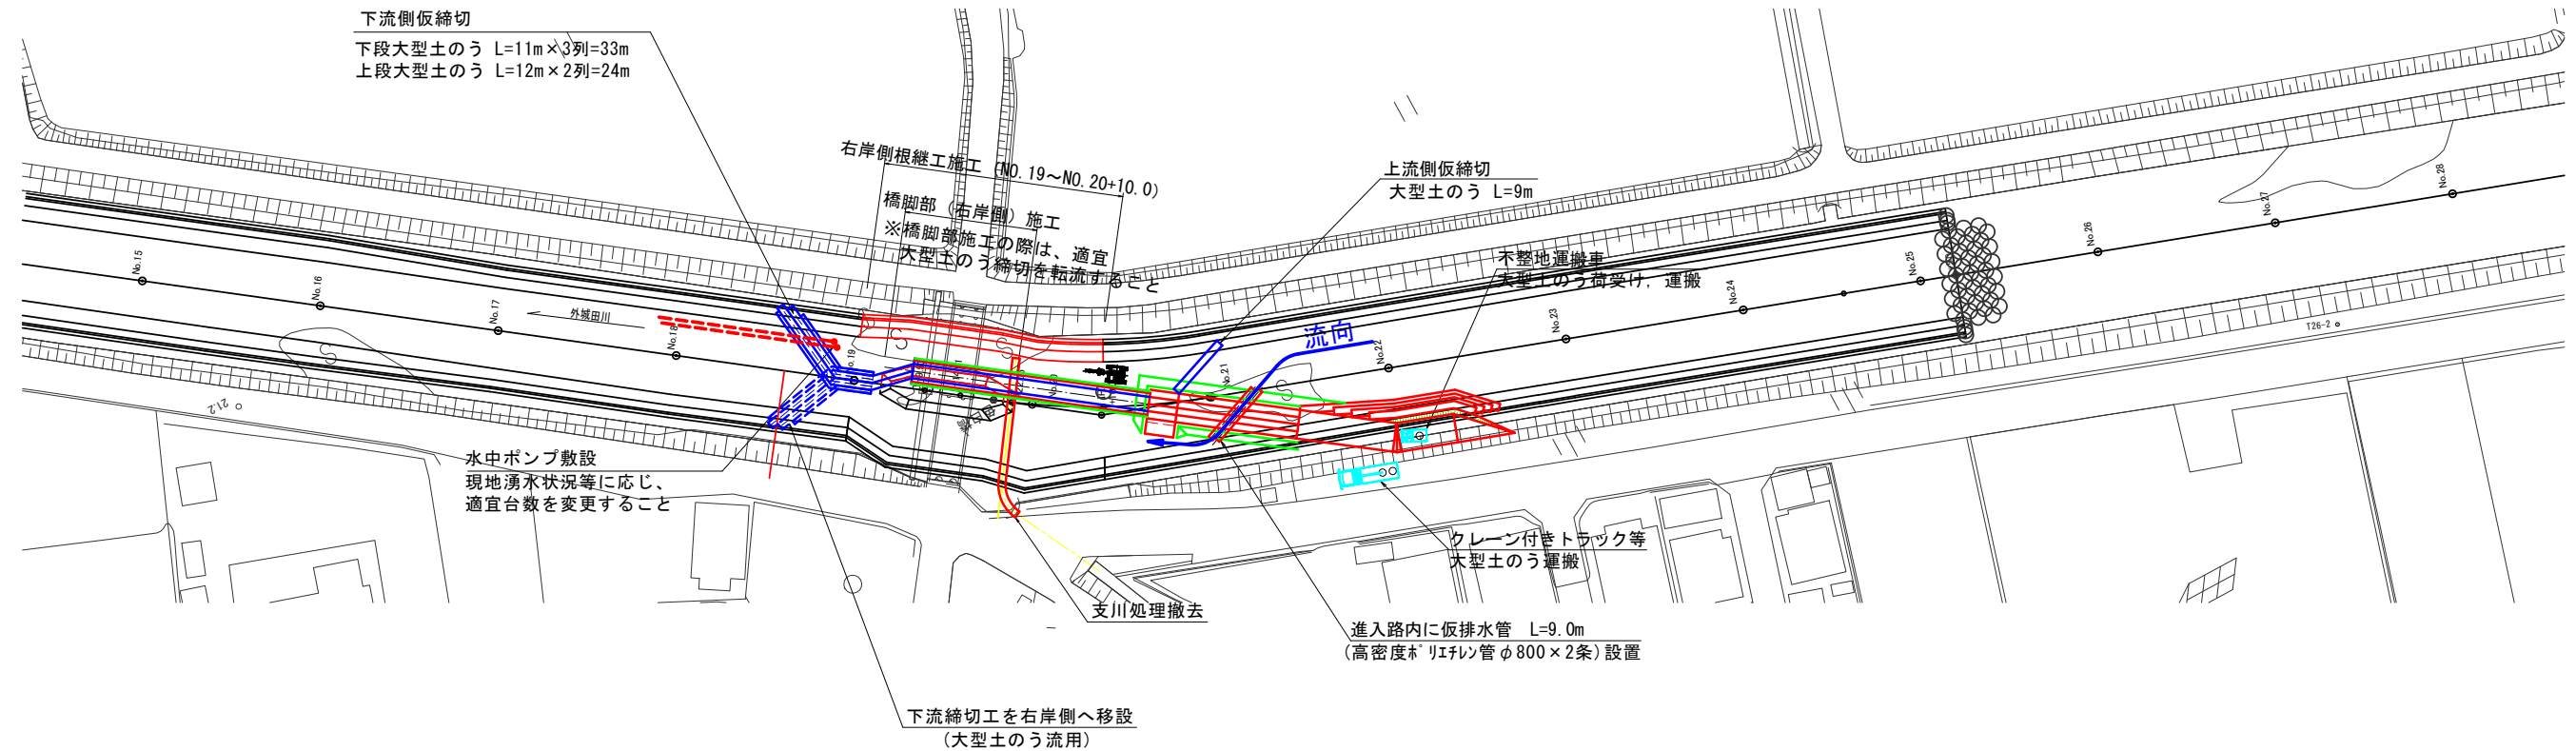 下流側仮締切
下段大型土のう L=11m×3列=33m
上段大型土のう L=12m×2列=24m
右岸側根継工施工 (NO.19～NO.20+10.0)
橋脚部（右岸側）施工
※橋脚部施工の際は、適宜
大型土のう締切を転流すること
上流側仮締切
大型土のう L=9m
不整地運搬車
大型土のう荷受け, 運搬
流向
外城田川
No.15
No.16
No.17
No.18
No.19
No.20
No.21
No.22
No.23
No.24
No.25
No.26
No.27
No.28
T26-2
21.2
水中ポンプ敷設
現地湧水状況等に応じ、
適宜台数を変更すること
クレーン付きトラック等
大型土のう運搬
支川処理撤去
進入路内に仮排水管 L=9.0m
(高密度ﾎﾟﾘｴﾁﾚﾝ管φ800×2条)設置
下流締切工を右岸側へ移設
(大型土のう流用)